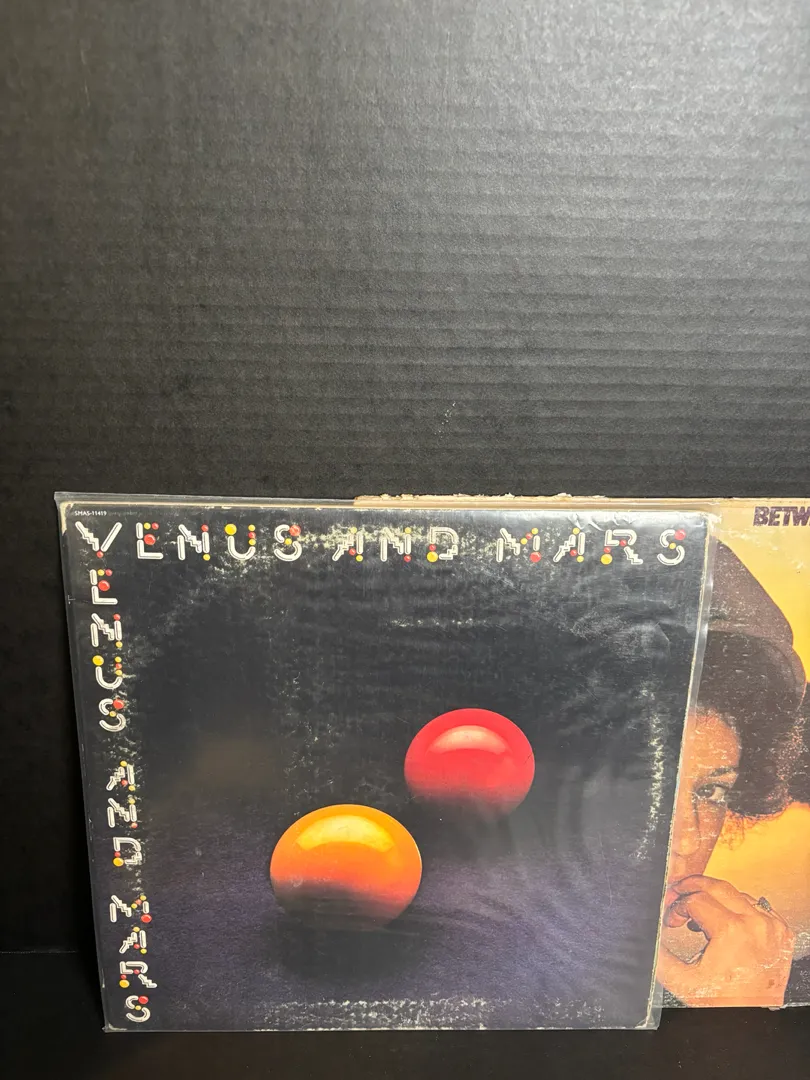 SMAS-11419
VENUS AND MARS
VENUS AND MARS
BETW